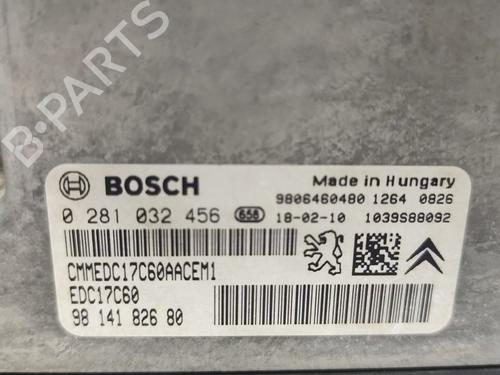 B-PARTS
BOSCH
Made in Hungary
9806460480 1264 0826
0 281 032 456 658 18-02-10 1039S88092
CMMEDC17C60AACEM1
EDC17C60
98 141 826 80